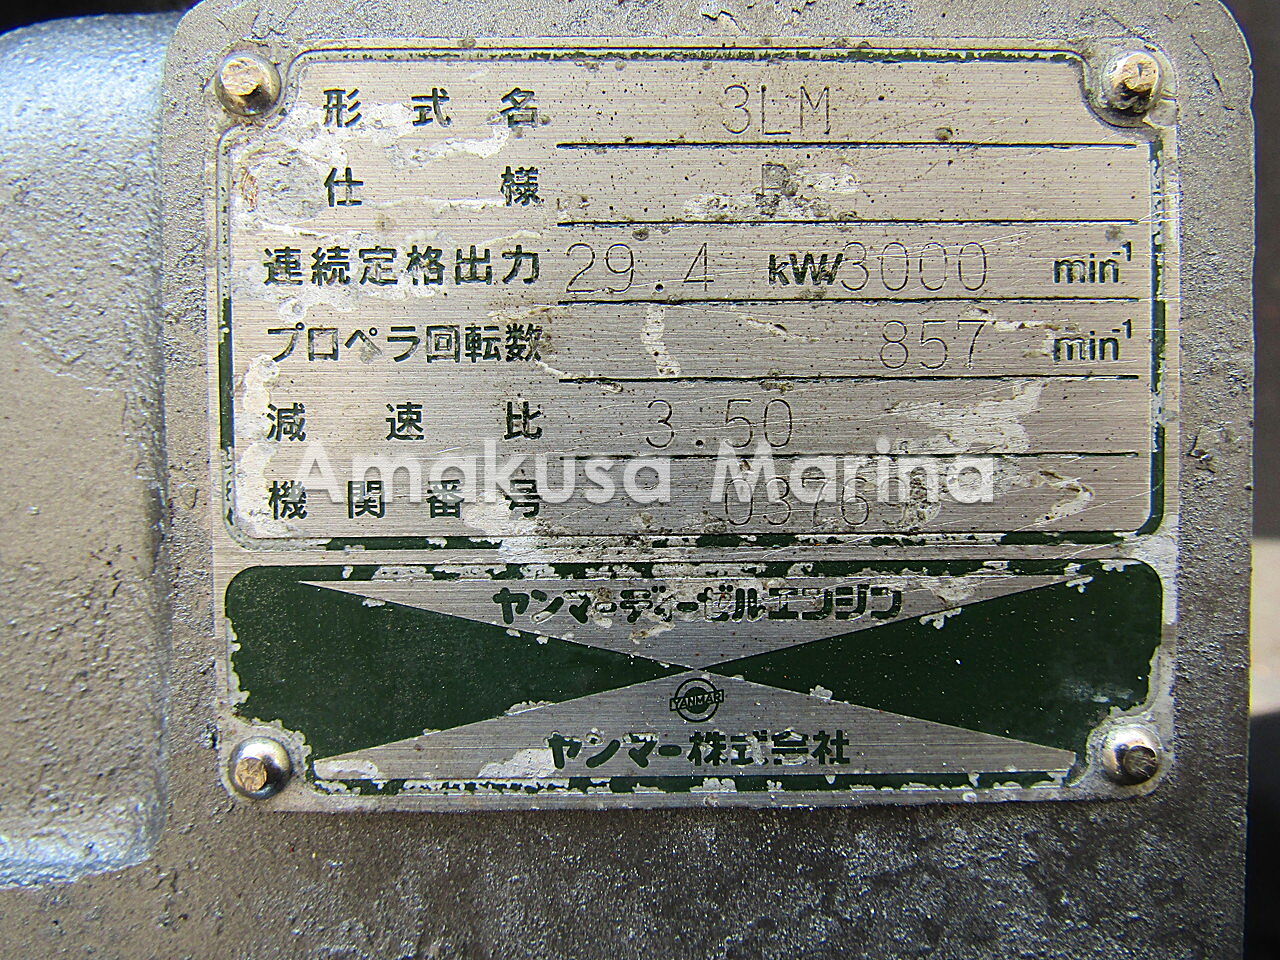 形式名 3LM
仕様 D
連続定格出力 29.4 kW/3000 min⁻¹
プロペラ回転数 857 min⁻¹
減速比 3.50
機関番号
Amakusa Marina
ヤンマーディーゼルエンジン
YANMAR
ヤンマー株式会社